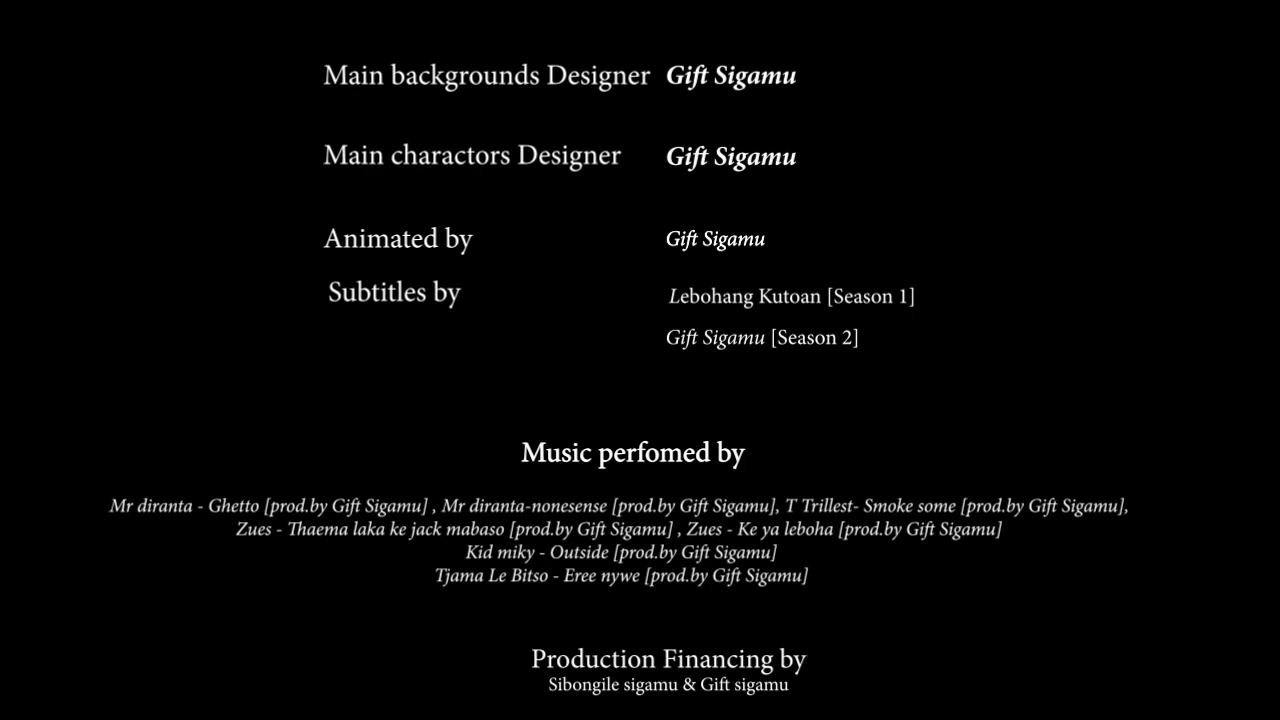 Main backgrounds Designer Gift Sigamu
Main charactors Designer Gift Sigamu
Animated by Gift Sigamu
Subtitles by Lebohang Kutoan [Season 1]
Gift Sigamu [Season 2]
Music perfomed by
Mr diranta - Ghetto [prod.by Gift Sigamu] , Mr diranta-nonesense [prod.by Gift Sigamu], T Trillest- Smoke some [prod.by Gift Sigamu],
Zues - Thaema laka ke jack mabaso [prod.by Gift Sigamu] , Zues - Ke ya leboha [prod.by Gift Sigamu]
Kid miky - Outside [prod.by Gift Sigamu]
Tjama Le Bitso - Eree nywe [prod.by Gift Sigamu]
Production Financing by
Sibongile sigamu & Gift sigamu